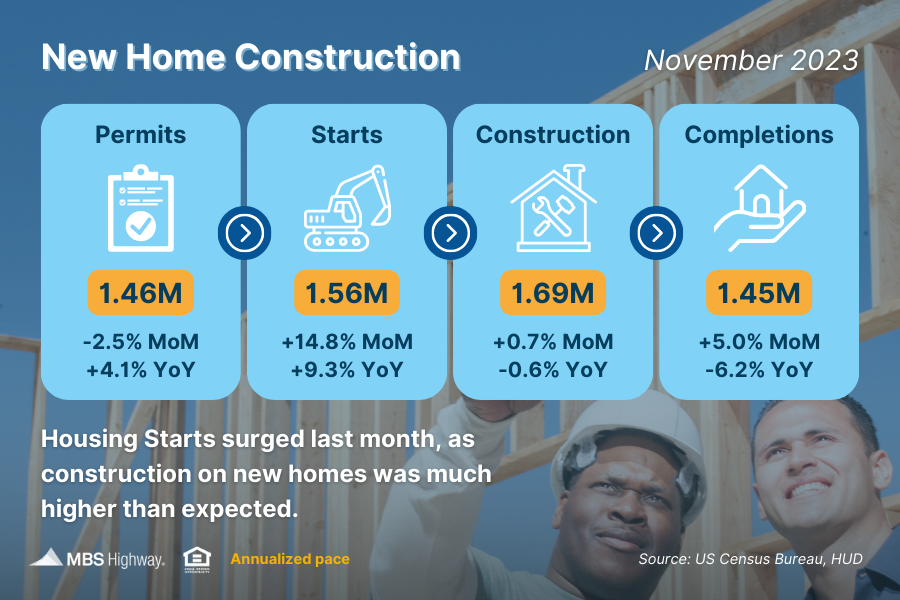 New Home Construction
November 2023
Permits
1.46M
-2.5% MoM
+4.1% YoY
Starts
1.56M
+14.8% MoM
+9.3% YoY
Construction
1.69M
+0.7% MoM
-0.6% YoY
Completions
1.45M
+5.0% MoM
-6.2% YoY
Housing Starts surged last month, as
construction on new homes was much
higher than expected.
MBS Highway.
Annualized pace
Source: US Census Bureau, HUD